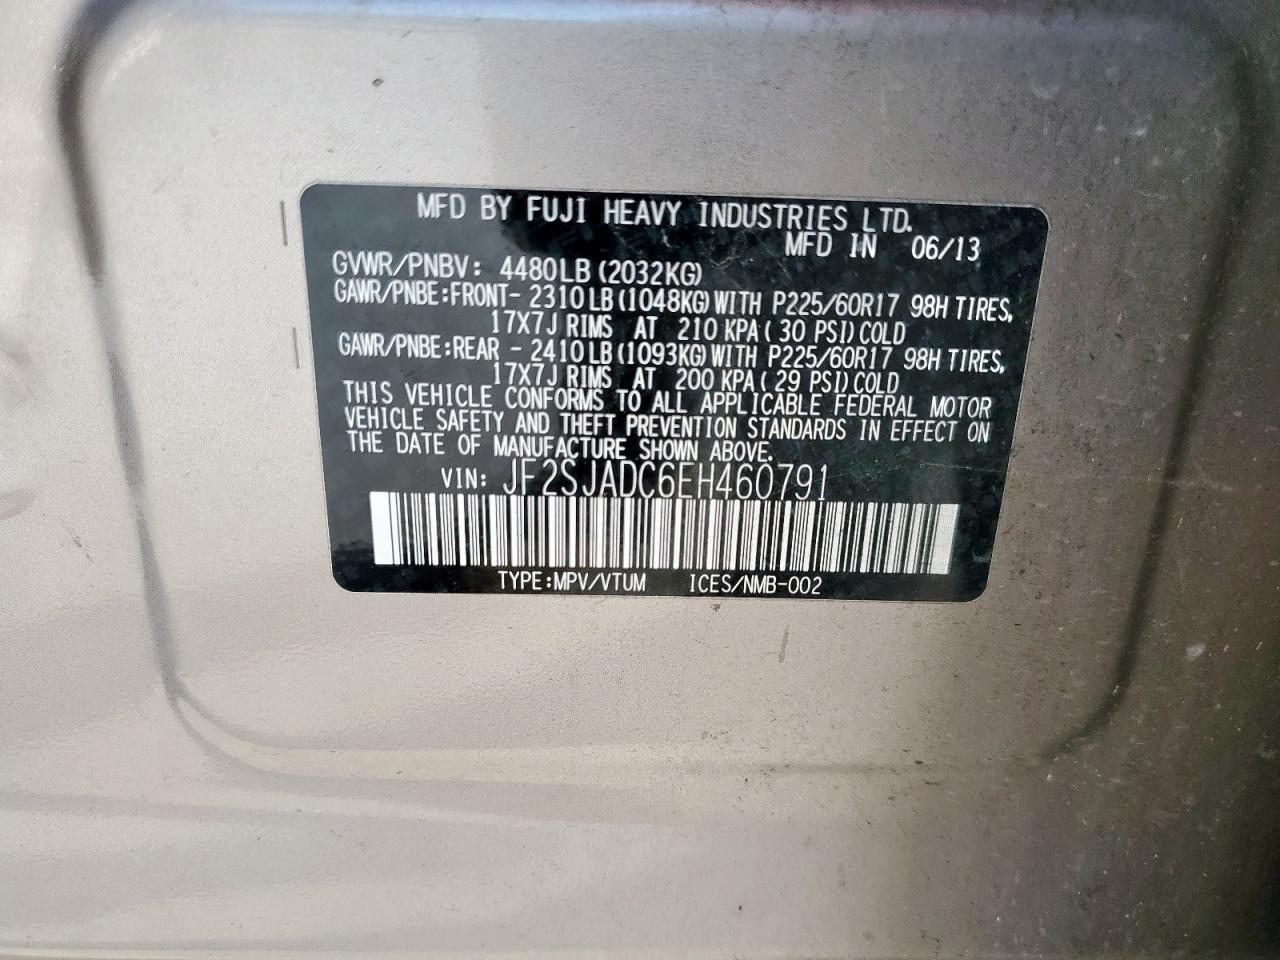 MFD BY FUJI HEAVY INDUSTRIES LTD.
MFD IN 06/13
GVWR/PNBV: 4480LB (2032KG)
GAWR/PNBE:FRONT- 2310LB (1048KG) WITH P225/60R17 98H TIRES,
17X7J RIMS AT 210 KPA (30 PSI) COLD
GAWR/PNBE:REAR - 2410LB (1093KG) WITH P225/60R17 98H TIRES,
17X7J RIMS AT 200 KPA (29 PSI) COLD
THIS VEHICLE CONFORMS TO ALL APPLICABLE FEDERAL MOTOR
VEHICLE SAFETY AND THEFT PREVENTION STANDARDS IN EFFECT ON
THE DATE OF MANUFACTURE SHOWN ABOVE.
VIN: JF2SJADC6EH460791
TYPE:MPV/VTUM ICES/NMB-002